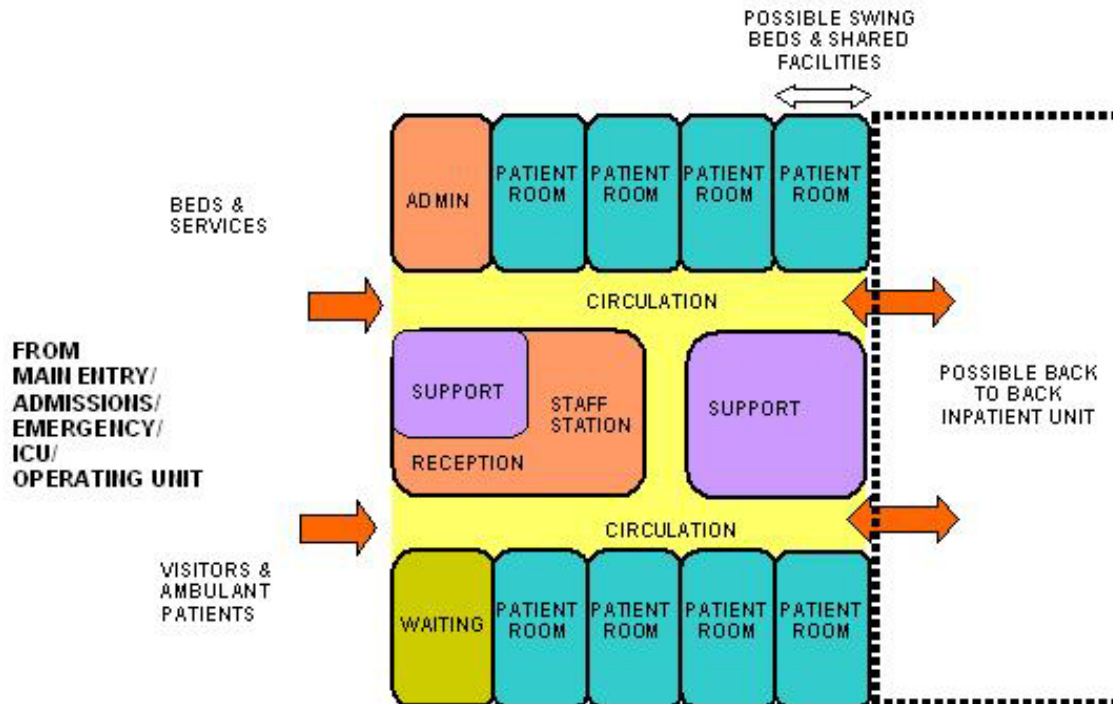 POSSIBLE SWING
BEDS & SHARED
FACILITIES
ADMIN
PATIENT
ROOM
PATIENT
ROOM
PATIENT
ROOM
PATIENT
ROOM
BEDS &
SERVICES
CIRCULATION
FROM
MAIN ENTRY/
ADMISSIONS/
EMERGENCY/
ICU/
OPERATING UNIT
SUPPORT
STAFF
STATION
RECEPTION
SUPPORT
POSSIBLE BACK
TO BACK
INPATIENT UNIT
CIRCULATION
VISITORS &
AMBULANT
PATIENTS
WAITING
PATIENT
ROOM
PATIENT
ROOM
PATIENT
ROOM
PATIENT
ROOM